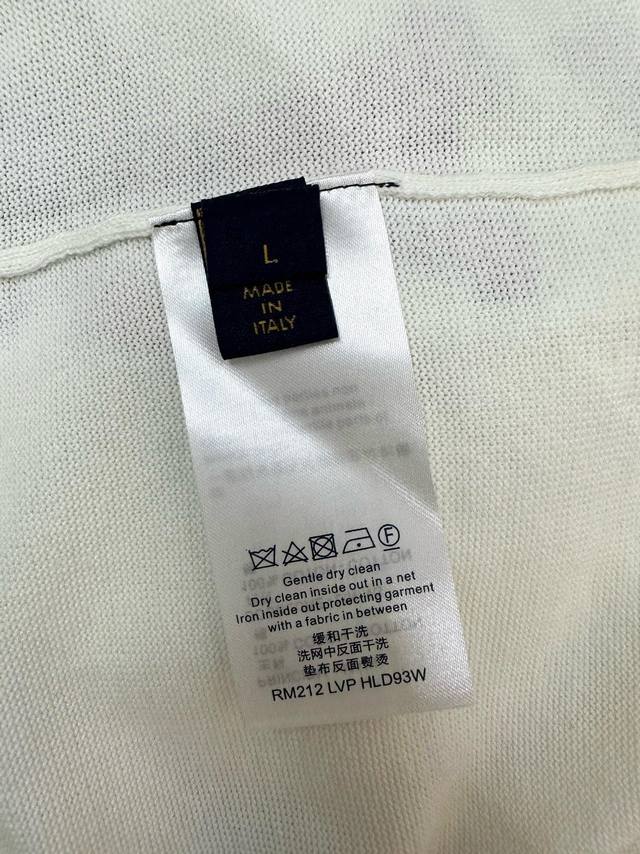 L
MADE
IN
ITALY
Gentle dry clean
Dry clean inside out in a net
Iron inside out protecting garment
with a fabric in between
缓和干洗
洗网中反面干洗
垫布反面熨烫
RM212 LVP HLD93W